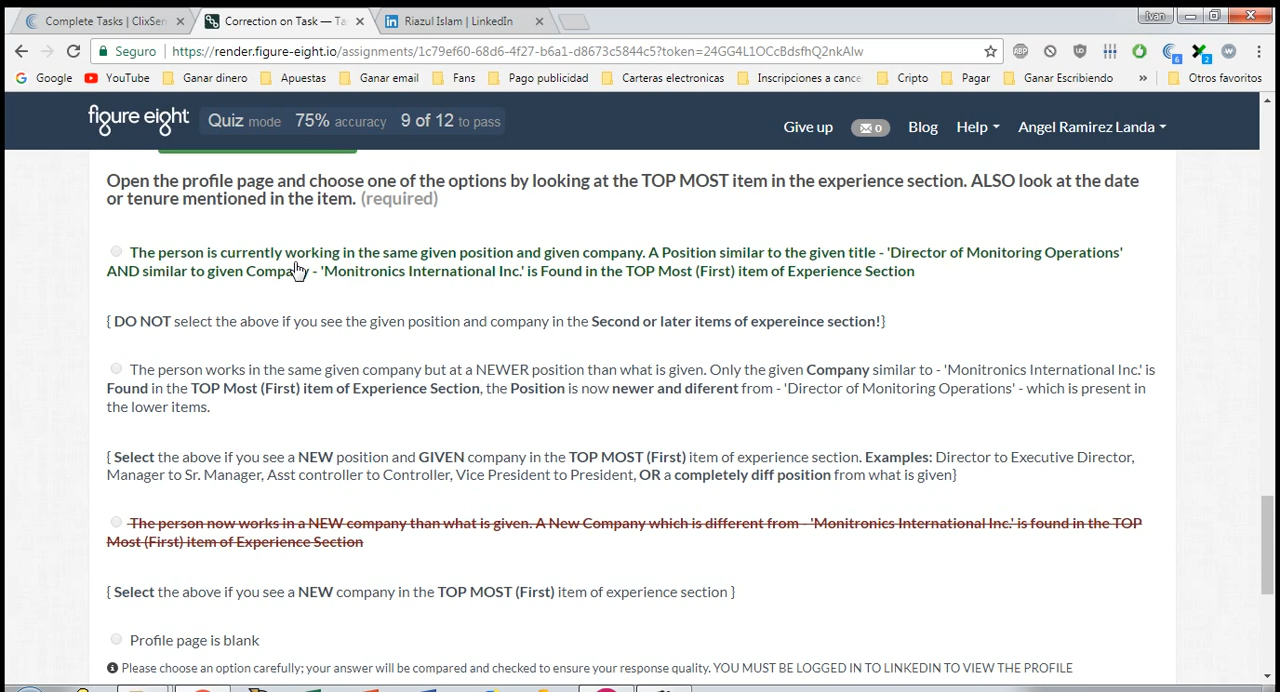 Complete Tasks | ClixSen
Correction on Task — Ta
Riazul Islam | LinkedIn
Ivan
Seguro
https://render.figure-eight.io/assignments/1c79ef60-68d6-4f27-b6a1-d8673c5844c5?token=24GG4L1OCcBdsfhQ2nkAlw
ABP
6
2
Google
YouTube
Ganar dinero
Apuestas
Ganar email
Fans
Pago publicidad
Carteras electronicas
Inscripciones a cance
Cripto
Pagar
Ganar Escribiendo
»
Otros favoritos
figure eight
Quiz mode 75% accuracy 9 of 12 to pass
Give up
0
Blog
Help
Angel Ramirez Landa
Open the profile page and choose one of the options by looking at the TOP MOST item in the experience section. ALSO look at the date
or tenure mentioned in the item. (required)
The person is currently working in the same given position and given company. A Position similar to the given title - 'Director of Monitoring Operations'
AND similar to given Company - 'Monitronics International Inc.' is Found in the TOP Most (First) item of Experience Section
{ DO NOT select the above if you see the given position and company in the Second or later items of expereince section!}
The person works in the same given company but at a NEWER position than what is given. Only the given Company similar to - 'Monitronics International Inc.' is
Found in the TOP Most (First) item of Experience Section, the Position is now newer and diferent from - 'Director of Monitoring Operations' - which is present in
the lower items.
{ Select the above if you see a NEW position and GIVEN company in the TOP MOST (First) item of experience section. Examples: Director to Executive Director,
Manager to Sr. Manager, Asst controller to Controller, Vice President to President, OR a completely diff position from what is given}
The person now works in a NEW company than what is given. A New Company which is different from - 'Monitronics International Inc.' is found in the TOP
Most (First) item of Experience Section
{ Select the above if you see a NEW company in the TOP MOST (First) item of experience section }
Profile page is blank
Please choose an option carefully; your answer will be compared and checked to ensure your response quality. YOU MUST BE LOGGED IN TO LINKEDIN TO VIEW THE PROFILE